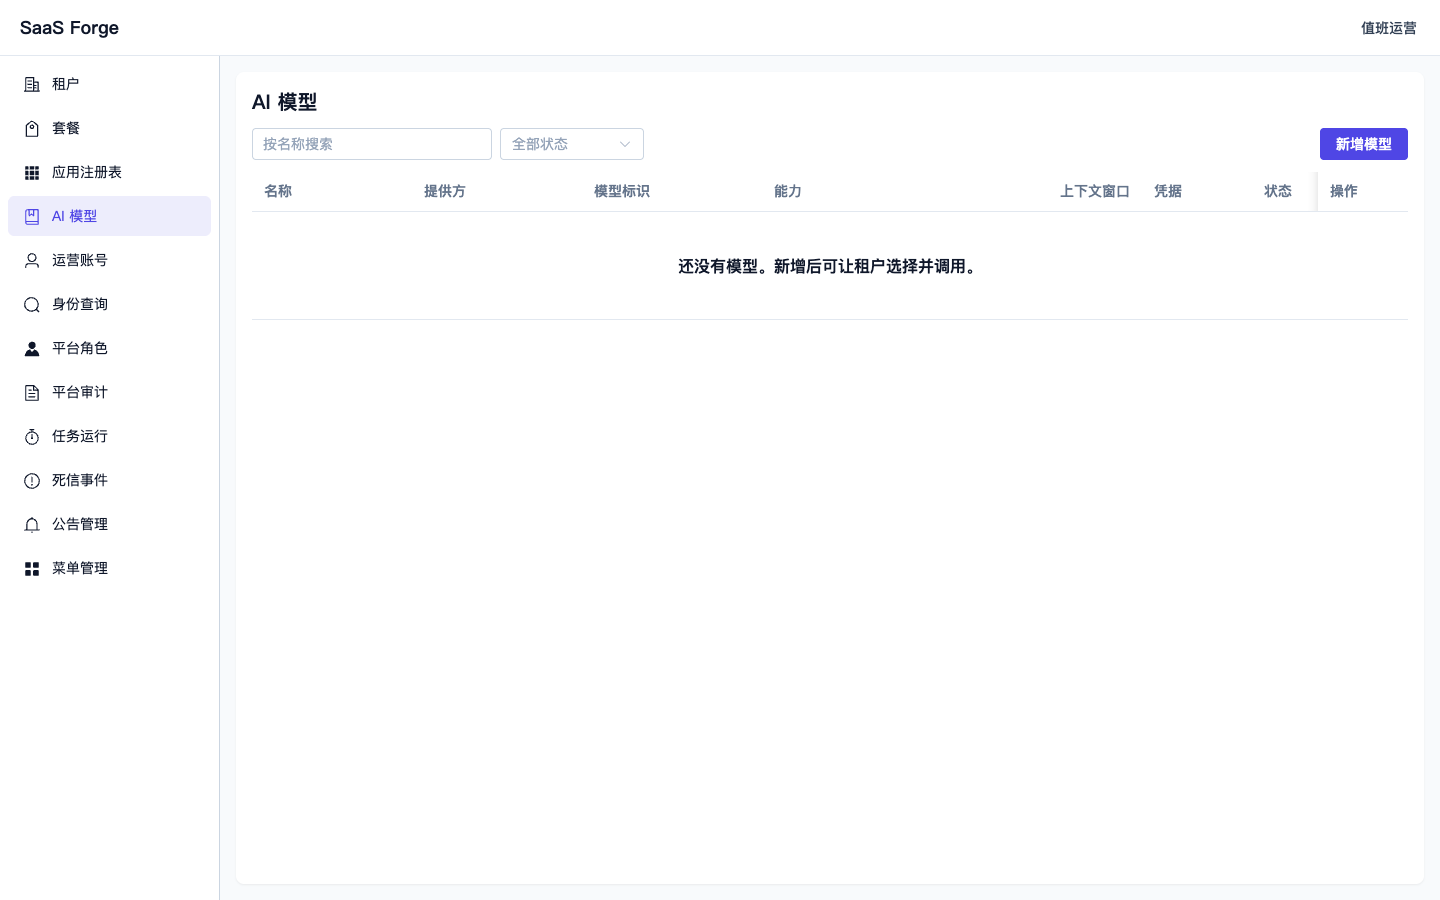 SaaS Forge
值班运营
租户
套餐
应用注册表
AI 模型
运营账号
身份查询
平台角色
平台审计
任务运行
死信事件
公告管理
菜单管理
AI 模型
按名称搜索
全部状态
新增模型
名称 提供方 模型标识 能力 上下文窗口 凭据 状态 操作
还没有模型。新增后可让租户选择并调用。